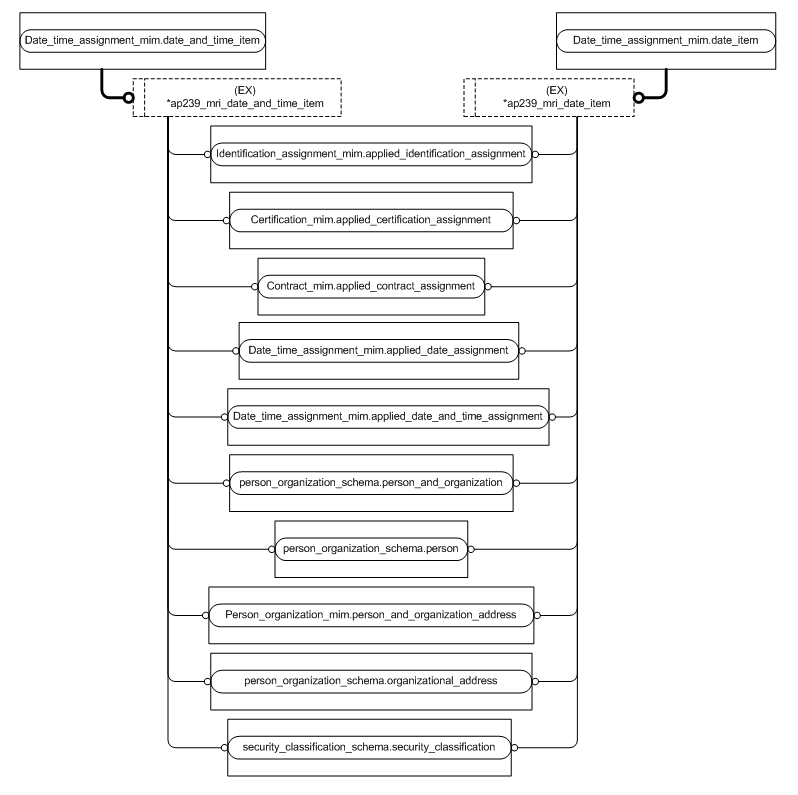 Date_time_assignment_mim.date_and_time_item
Date_time_assignment_mim.date_item
(EX)
*ap239_mri_date_and_time_item
(EX)
*ap239_mri_date_item
Identification_assignment_mim.applied_identification_assignment
Certification_mim.applied_certification_assignment
Contract_mim.applied_contract_assignment
Date_time_assignment_mim.applied_date_assignment
Date_time_assignment_mim.applied_date_and_time_assignment
person_organization_schema.person_and_organization
person_organization_schema.person
Person_organization_mim.person_and_organization_address
person_organization_schema.organizational_address
security_classification_schema.security_classification